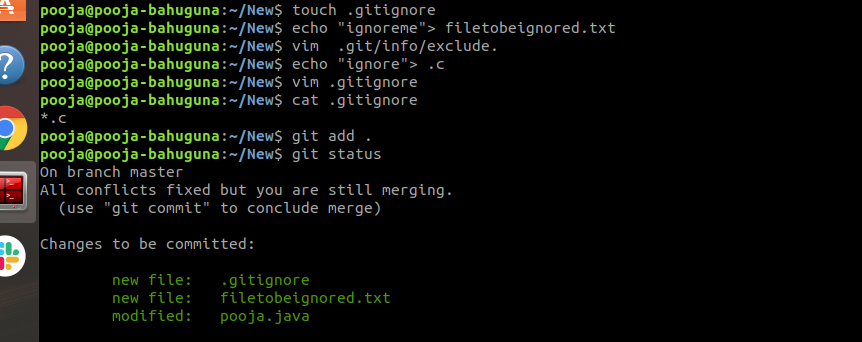 pooja@pooja-bahuguna:~/New$ touch .gitignore
pooja@pooja-bahuguna:~/New$ echo "ignoreme"> filetobeignored.txt
pooja@pooja-bahuguna:~/New$ vim  .git/info/exclude.
pooja@pooja-bahuguna:~/New$ echo "ignore"> .c
pooja@pooja-bahuguna:~/New$ vim .gitignore
pooja@pooja-bahuguna:~/New$ cat .gitignore
*.c
pooja@pooja-bahuguna:~/New$ git add .
pooja@pooja-bahuguna:~/New$ git status
On branch master
All conflicts fixed but you are still merging.
  (use "git commit" to conclude merge)
Changes to be committed:
        new file:   .gitignore
        new file:   filetobeignored.txt
        modified:   pooja.java